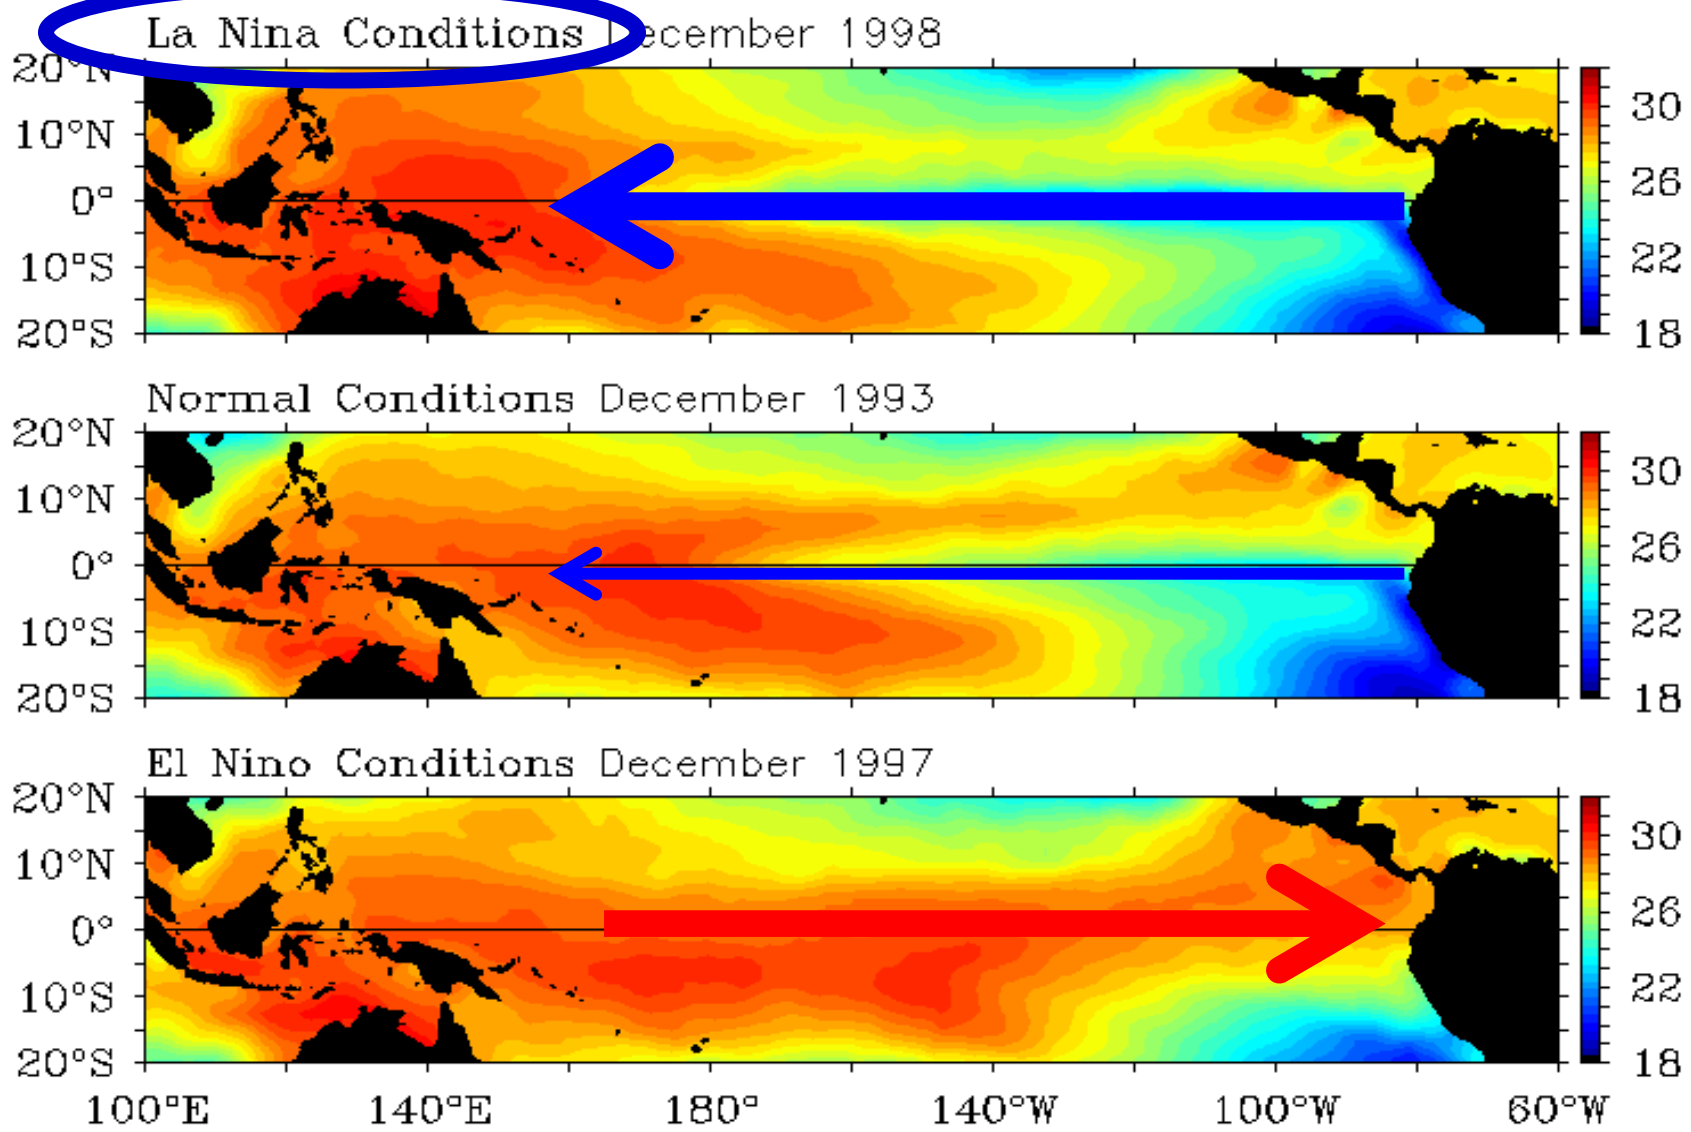 La Nina Conditions December 1998
20°N
10°N
0°
10°S
20°S
30
26
22
18
Normal Conditions December 1993
20°N
10°N
0°
10°S
20°S
30
26
22
18
El Nino Conditions December 1997
20°N
10°N
0°
10°S
20°S
30
26
22
18
100°E 140°E 180° 140°W 100°W 60°W